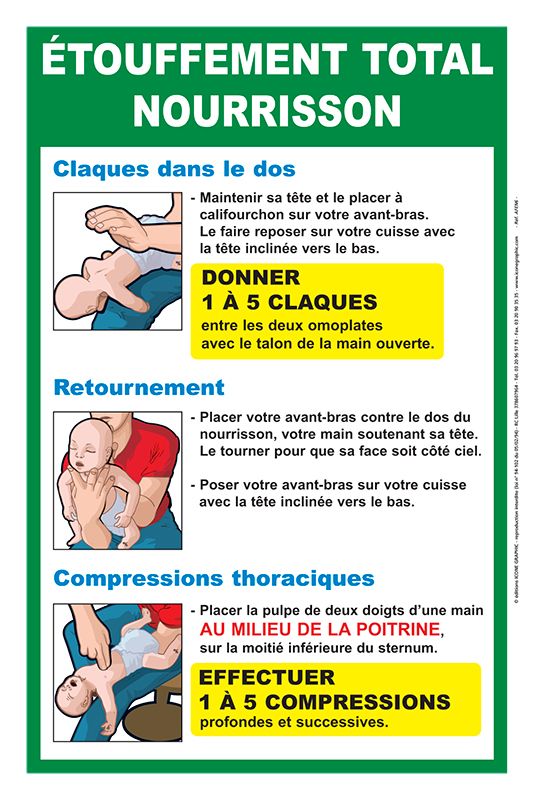 ÉTOUFFEMENT TOTAL
NOURRISSON
Claques dans le dos
- Maintenir sa tête et le placer à
califourchon sur votre avant-bras.
Le faire reposer sur votre cuisse avec
la tête inclinée vers le bas.
DONNER
1 À 5 CLAQUES
entre les deux omoplates
avec le talon de la main ouverte.
Retournement
- Placer votre avant-bras contre le dos du
nourrisson, votre main soutenant sa tête.
Le tourner pour que sa face soit côté ciel.
- Poser votre avant-bras sur votre cuisse
avec la tête inclinée vers le bas.
Compressions thoraciques
- Placer la pulpe de deux doigts d'une main
AU MILIEU DE LA POITRINE,
sur la moitié inférieure du sternum.
EFFECTUER
1 À 5 COMPRESSIONS
profondes et successives.